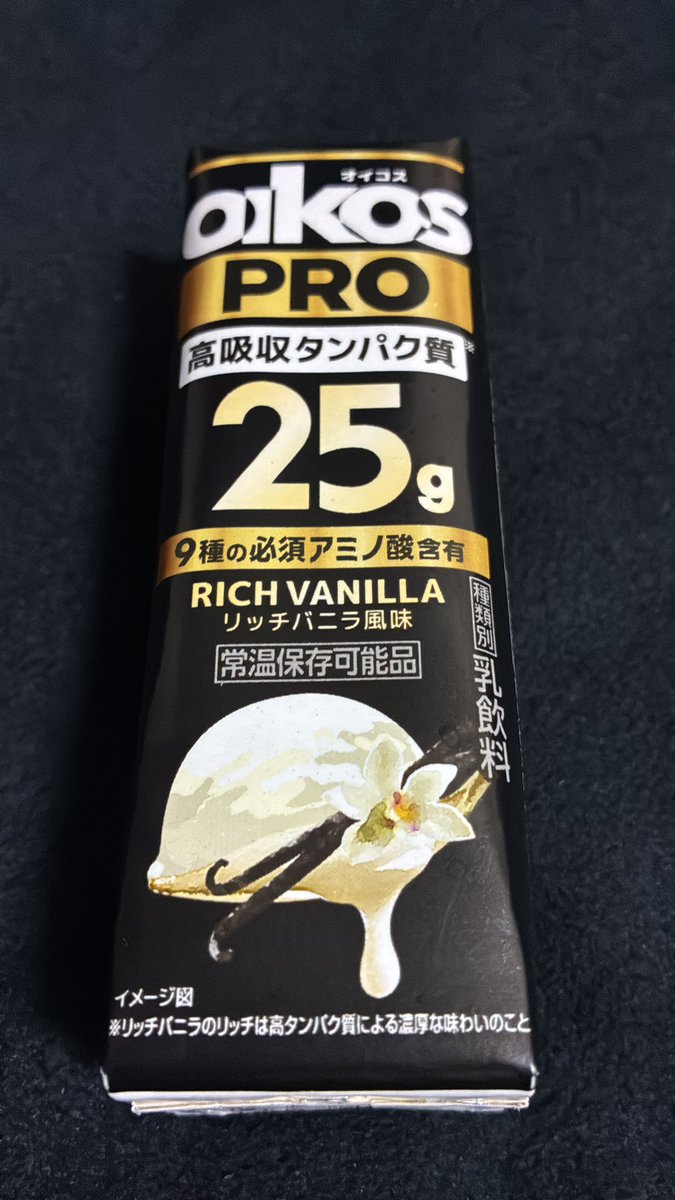 オイコス
oikos
PRO
高吸収タンパク質※
25g
9種の必須アミノ酸含有
RICH VANILLA
リッチバニラ風味
常温保存可能品
種類別 乳飲料
イメージ図
※リッチバニラのリッチは高タンパク質による濃厚な味わいのこと